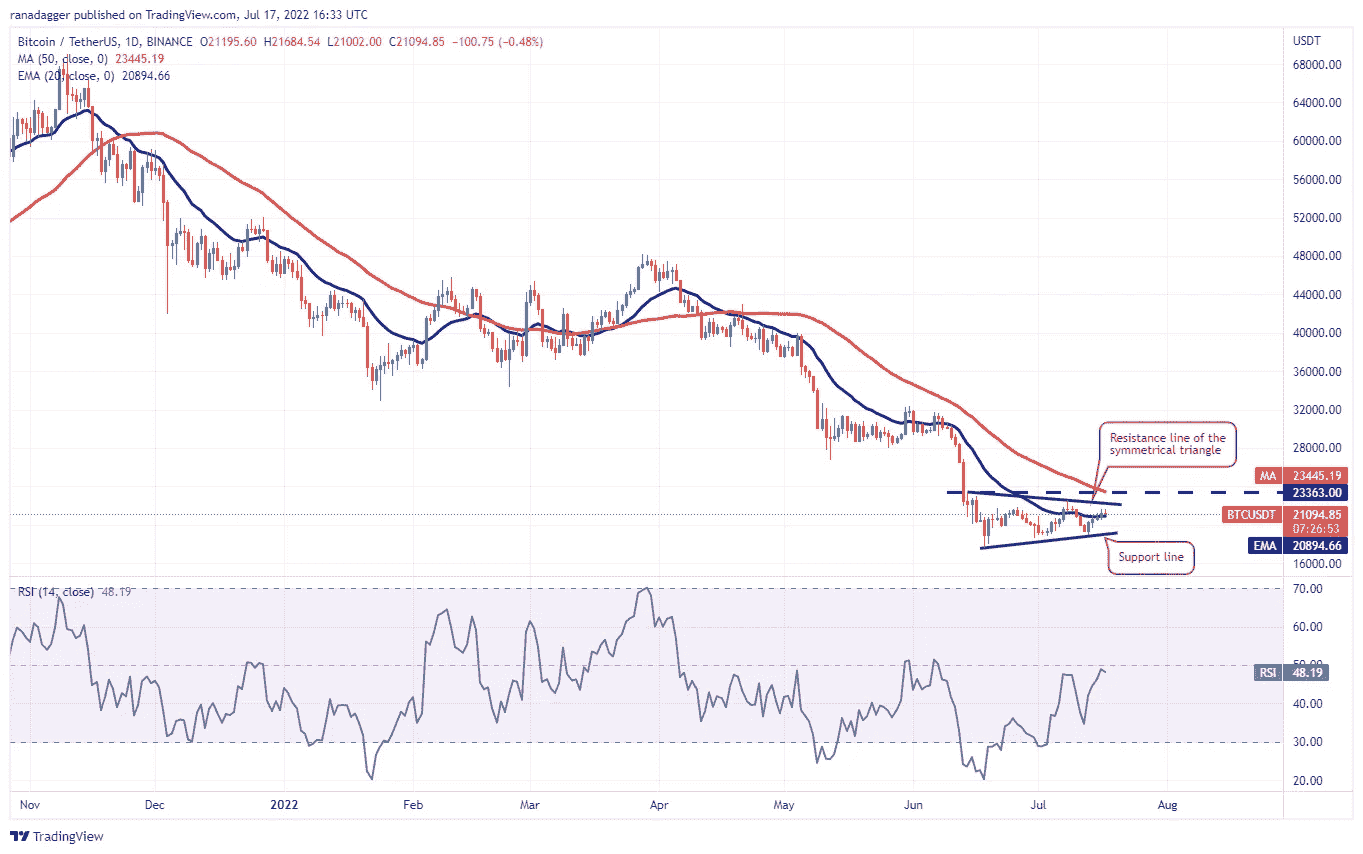 ranadagger published on TradingView.com, Jul 17, 2022 16:33 UTC
Bitcoin / TetherUS, 1D, BINANCE O21195.60 H21684.54 L21002.00 C21094.85 −100.75 (−0.48%)
USDT
MA (50, close, 0) 23445.19
EMA (20, close, 0) 20894.66
68000.00
64000.00
60000.00
56000.00
52000.00
48000.00
44000.00
40000.00
36000.00
32000.00
Resistance line of the
symmetrical triangle
28000.00
MA 23445.19
23363.00
BTCUSDT 21094.85
07:26:53
EMA 20894.66
Support line
16000.00
RSI (14, close) 48.19
70.00
60.00
50.00
RSI 48.19
40.00
30.00
20.00
Nov Dec 2022 Feb Mar Apr May Jun Jul Aug
TradingView